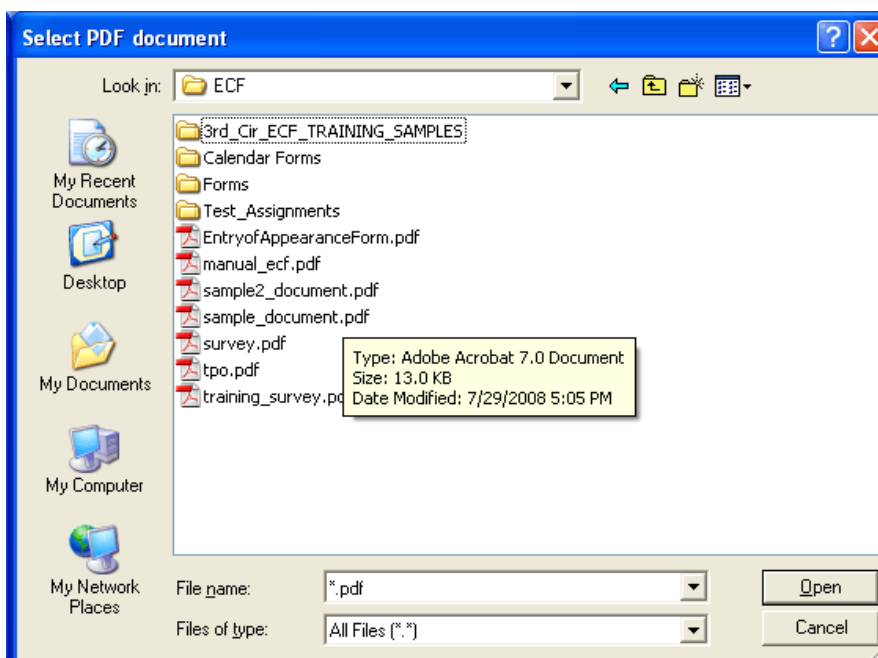 Select PDF document
Look in: ECF
3rd_Cir_ECF_TRAINING_SAMPLES
Calendar Forms
Forms
Test_Assignments
EntryofAppearanceForm.pdf
manual_ecf.pdf
sample2_document.pdf
sample_document.pdf
survey.pdf
tpo.pdf
training_survey.pd
Type: Adobe Acrobat 7.0 Document
Size: 13.0 KB
Date Modified: 7/29/2008 5:05 PM
My Recent
Documents
Desktop
My Documents
My Computer
My Network
Places
File name: *.pdf
Open
Files of type: All Files (*.*)
Cancel